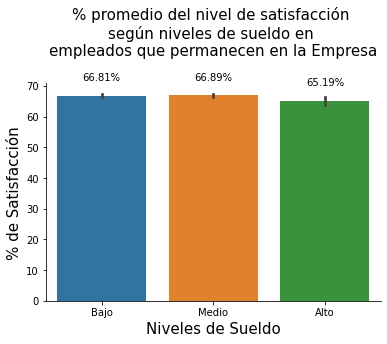 % promedio del nivel de satisfacción
según niveles de sueldo en
empleados que permanecen en la Empresa
66.81%
66.89%
65.19%
70
60
50
40
30
20
10
0
% de Satisfacción
Bajo
Medio
Alto
Niveles de Sueldo